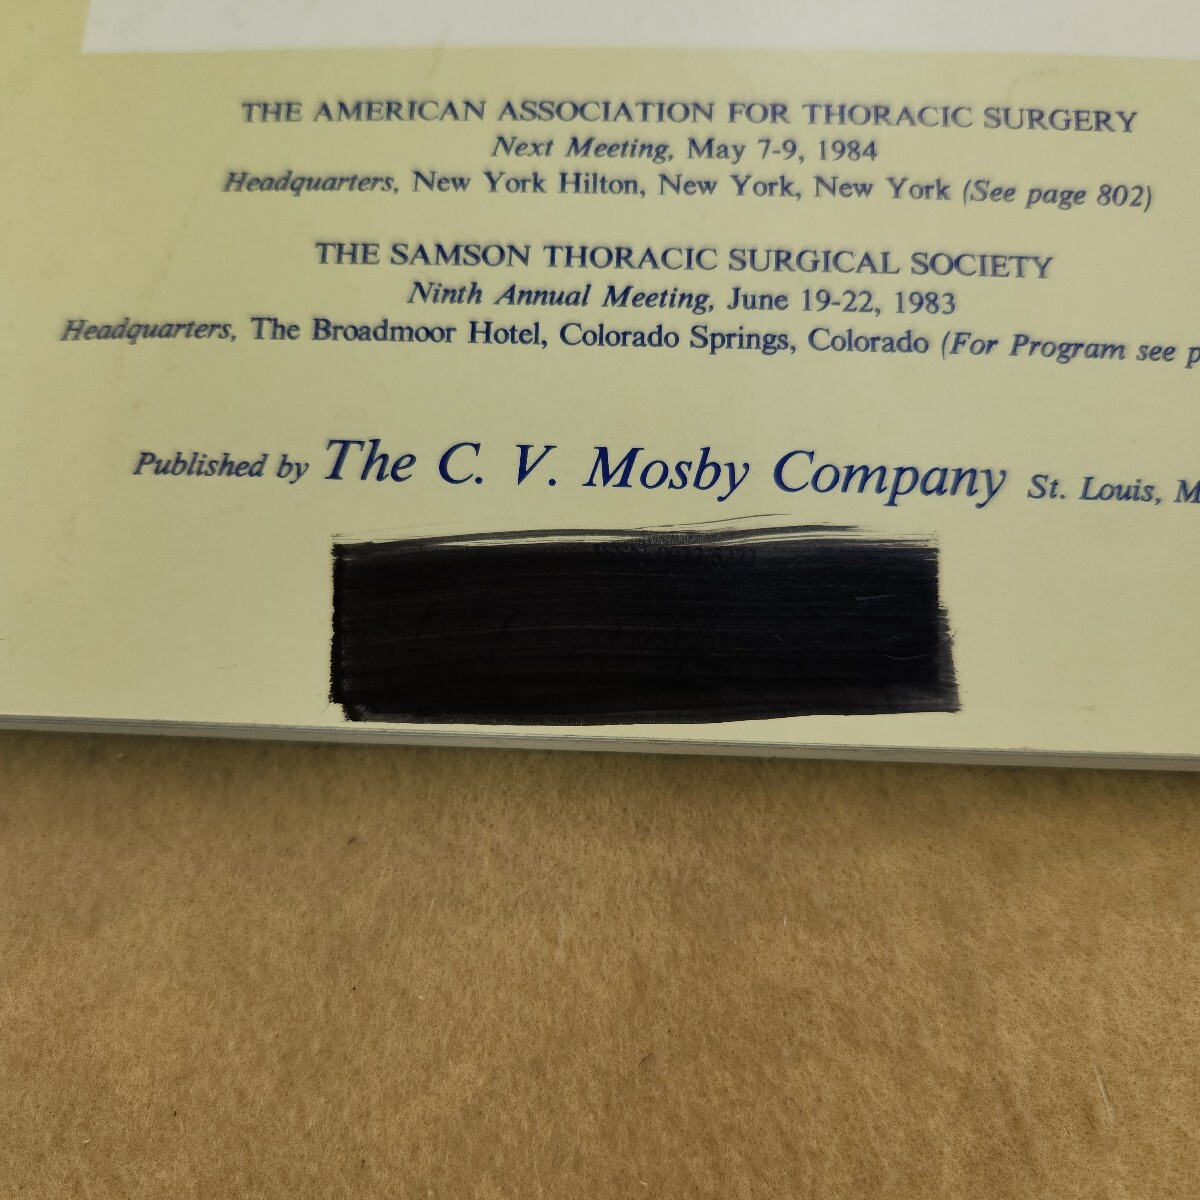 THE AMERICAN ASSOCIATION FOR THORACIC SURGERY
Next Meeting, May 7-9, 1984
Headquarters, New York Hilton, New York, New York (See page 802)
THE SAMSON THORACIC SURGICAL SOCIETY
Ninth Annual Meeting, June 19-22, 1983
Headquarters, The Broadmoor Hotel, Colorado Springs, Colorado (For Program see p
Published by The C. V. Mosby Company St. Louis, M